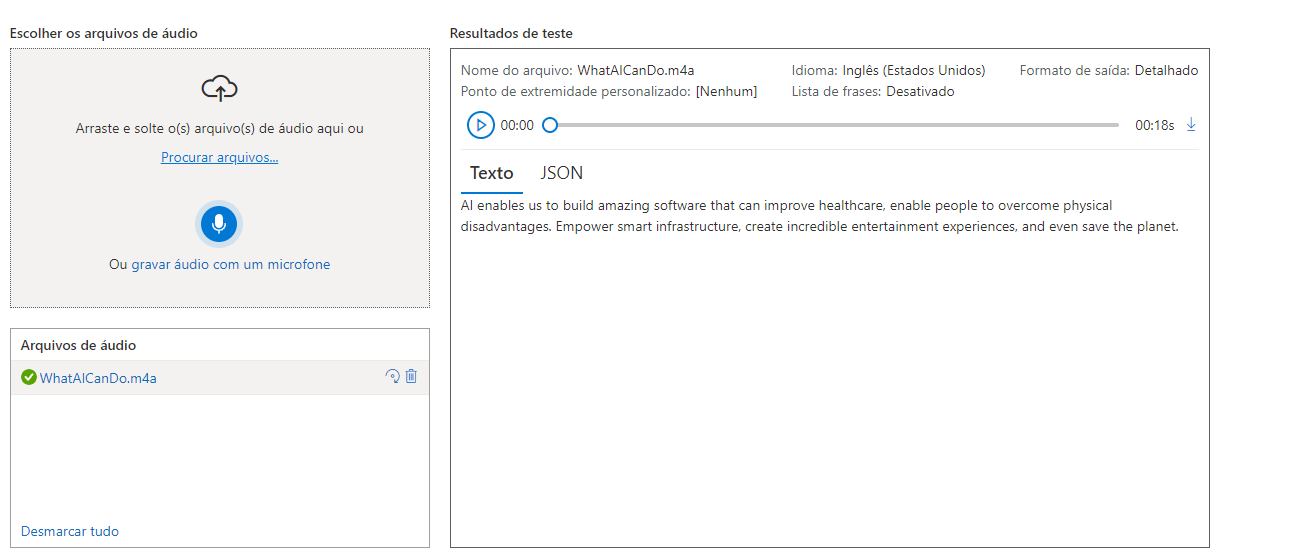 Escolher os arquivos de áudio
Arraste e solte o(s) arquivo(s) de áudio aqui ou
Procurar arquivos...
Ou gravar áudio com um microfone
Arquivos de áudio
WhatAICanDo.m4a
Desmarcar tudo
Resultados de teste
Nome do arquivo: WhatAICanDo.m4a Idioma: Inglês (Estados Unidos) Formato de saída: Detalhado
Ponto de extremidade personalizado: [Nenhum] Lista de frases: Desativado
00:00 00:18s
Texto JSON
AI enables us to build amazing software that can improve healthcare, enable people to overcome physical
disadvantages. Empower smart infrastructure, create incredible entertainment experiences, and even save the planet.